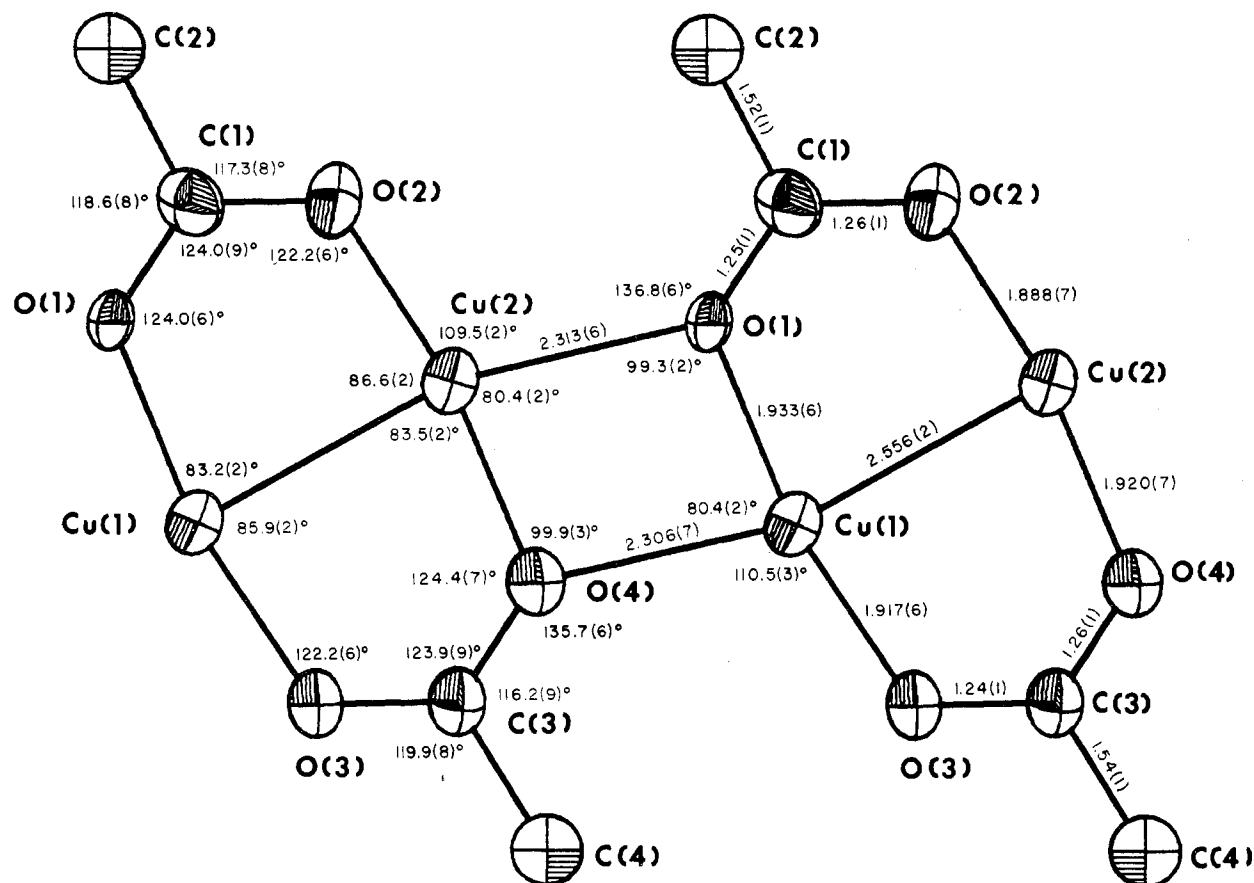 C(2)
C(2)
1.52(1)
C(1)
117.3(8)°
C(1)
118.6(8)°
O(2)
1.26(1)
O(2)
124.0(9)°
122.2(6)°
1.25(1)
O(1)
124.0(6)°
Cu(2)
136.8(6)°
O(1)
1.888(7)
109.5(2)°
2.313(6)
99.3(2)°
Cu(2)
86.6(2)
80.4(2)°
83.5(2)°
1.933(6)
2.556(2)
83.2(2)°
1.920(7)
Cu(1)
85.9(2)°
99.9(3)°
2.306(7)
80.4(2)°
Cu(1)
124.4(7)°
O(4)
110.5(3)°
O(4)
135.7(6)°
1.917(6)
1.26(1)
122.2(6)°
123.9(9)°
116.2(9)°
1.24(1)
C(3)
C(3)
119.9(8)°
O(3)
O(3)
1.54(1)
C(4)
C(4)